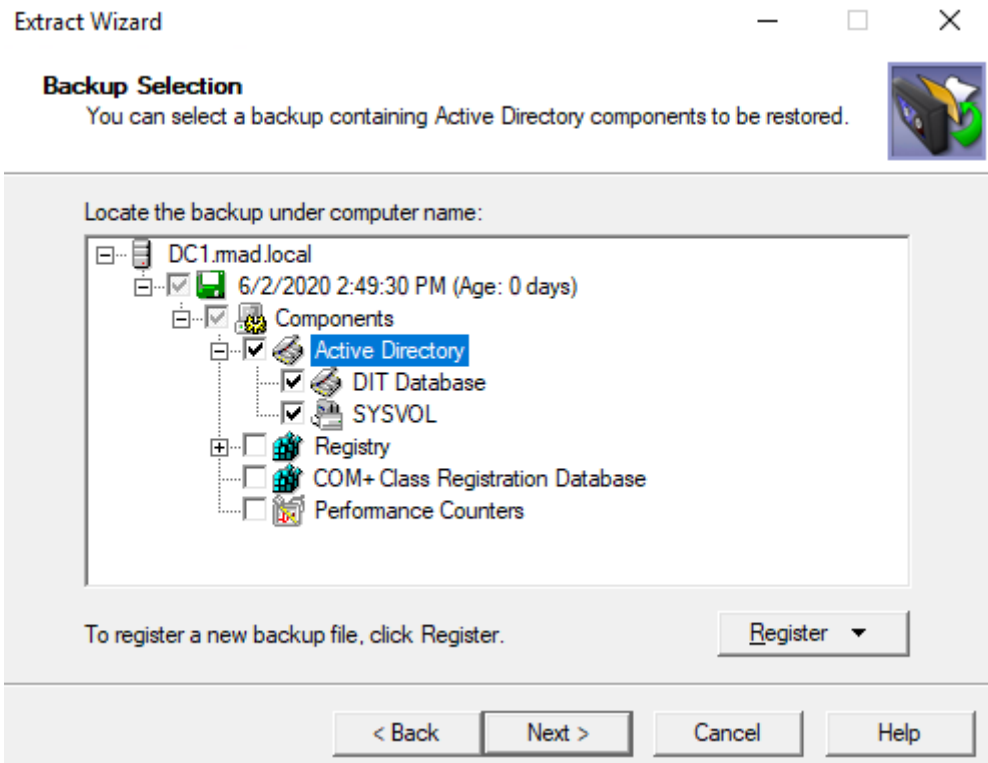 Extract Wizard
Backup Selection
You can select a backup containing Active Directory components to be restored.
Locate the backup under computer name:
DC1.rmad.local
6/2/2020 2:49:30 PM (Age: 0 days)
Components
Active Directory
DIT Database
SYSVOL
Registry
COM+ Class Registration Database
Performance Counters
To register a new backup file, click Register.
Register
< Back
Next >
Cancel
Help